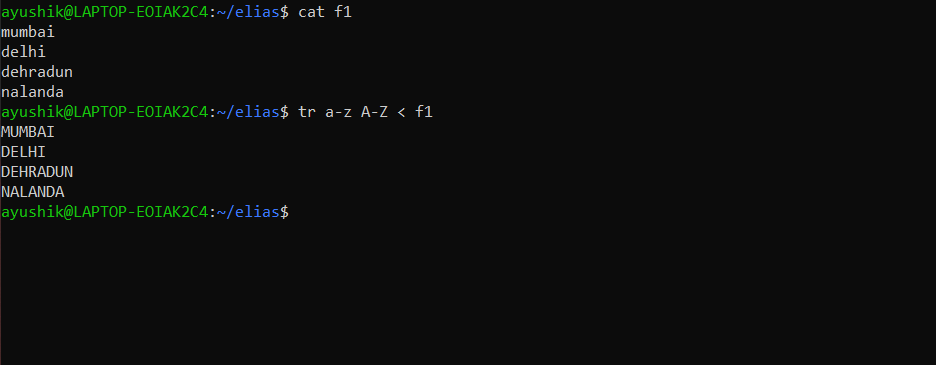 ayushik@LAPTOP-EOIAK2C4:~/elias$ cat f1
mumbai
delhi
dehradun
nalanda
ayushik@LAPTOP-EOIAK2C4:~/elias$ tr a-z A-Z < f1
MUMBAI
DELHI
DEHRADUN
NALANDA
ayushik@LAPTOP-EOIAK2C4:~/elias$